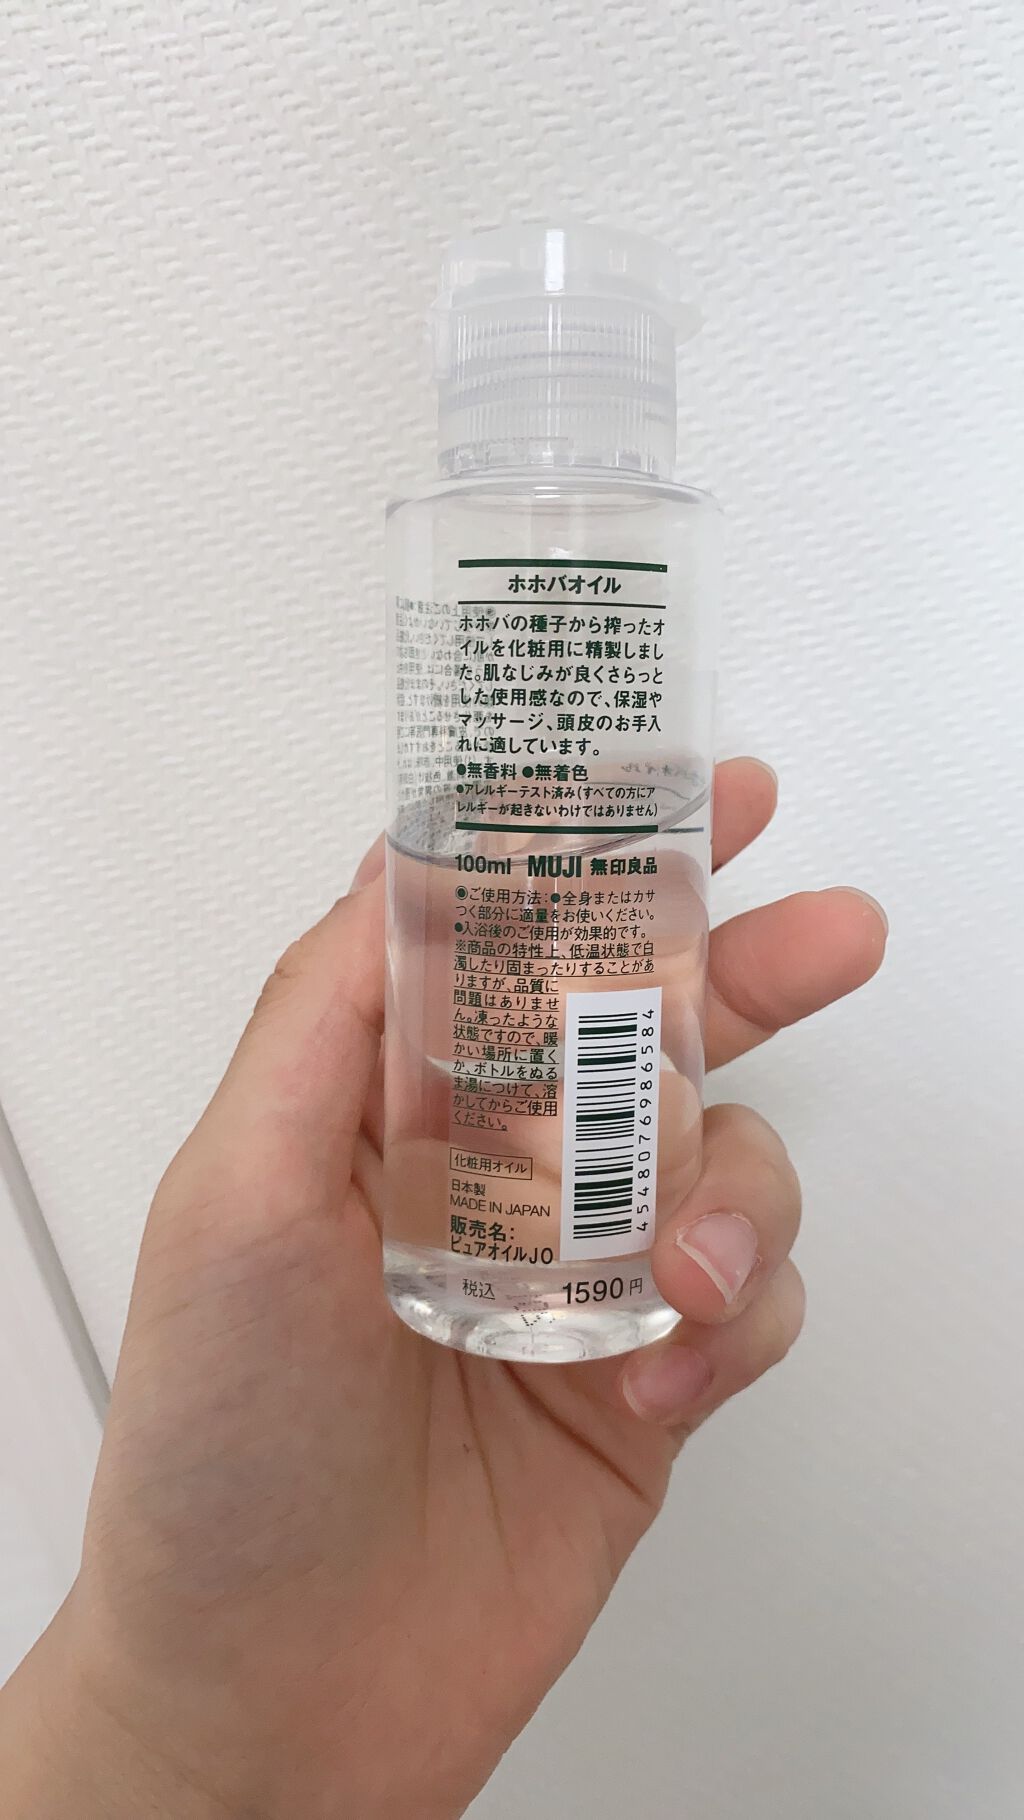 ホホバオイル
ホホバの種子から搾ったオ
イルを化粧用に精製しまし
た。肌なじみが良くさらっと
した使用感なので、保湿や
マッサージ、頭皮のお手入
れに適しています。
●無香料 ●無着色
●アレルギーテスト済み(すべての方にア
レルギーが起きないわけではありません)
100ml MUJI 無印良品
◉ご使用方法:●全身またはカサ
つく部分に適量をお使いください。
●入浴後のご使用が効果的です。
※商品の特性上、低温状態で白
濁したり固まったりすることがあ
りますが、品質に
問題はありませ
ん。凍ったような
状態ですので、暖
かい場所に置く
か、ボトルをぬる
ま湯につけて、溶
かしてからご使用
ください。
化粧用オイル
日本製
MADE IN JAPAN
販売名:
ピュアオイルJO
税込 1590円
4548076986584